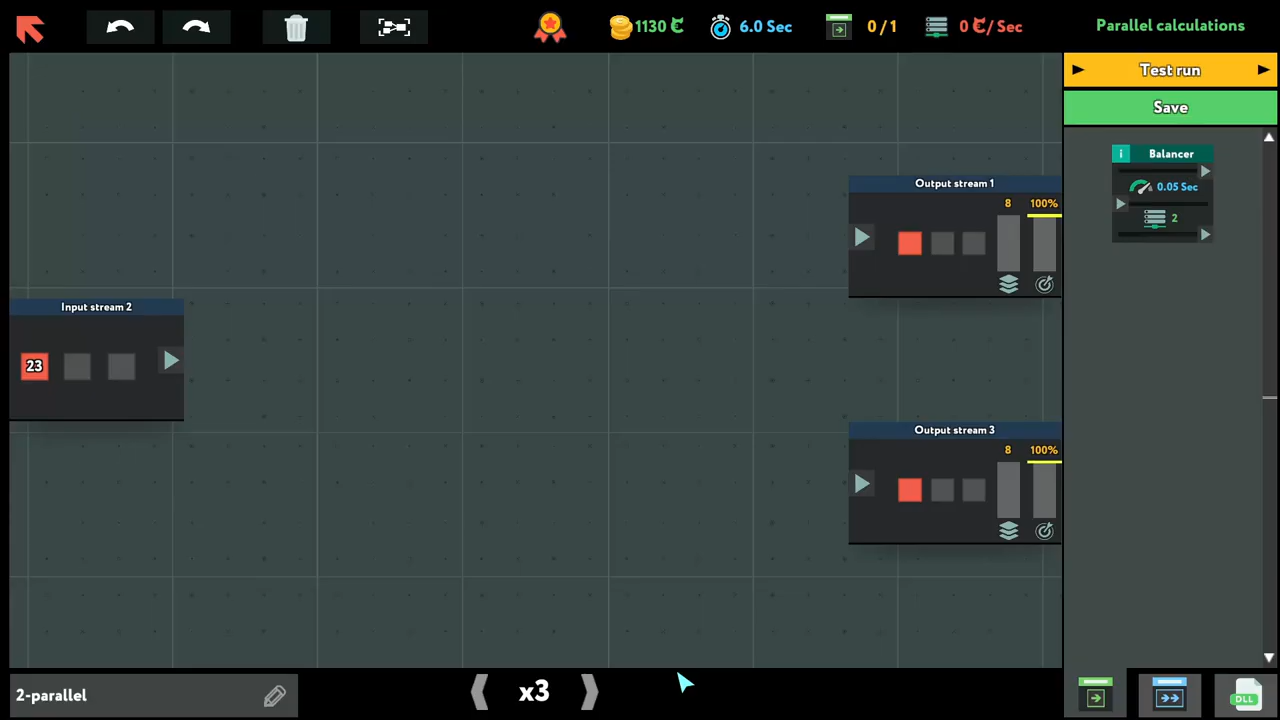 1130 ₾
6.0 Sec
0 / 1
0 ₾/ Sec
Parallel calculations
Test run
Save
i Balancer
0.05 Sec
2
Output stream 1
8 100%
Input stream 2
23
Output stream 3
8 100%
2-parallel
x3
DLL